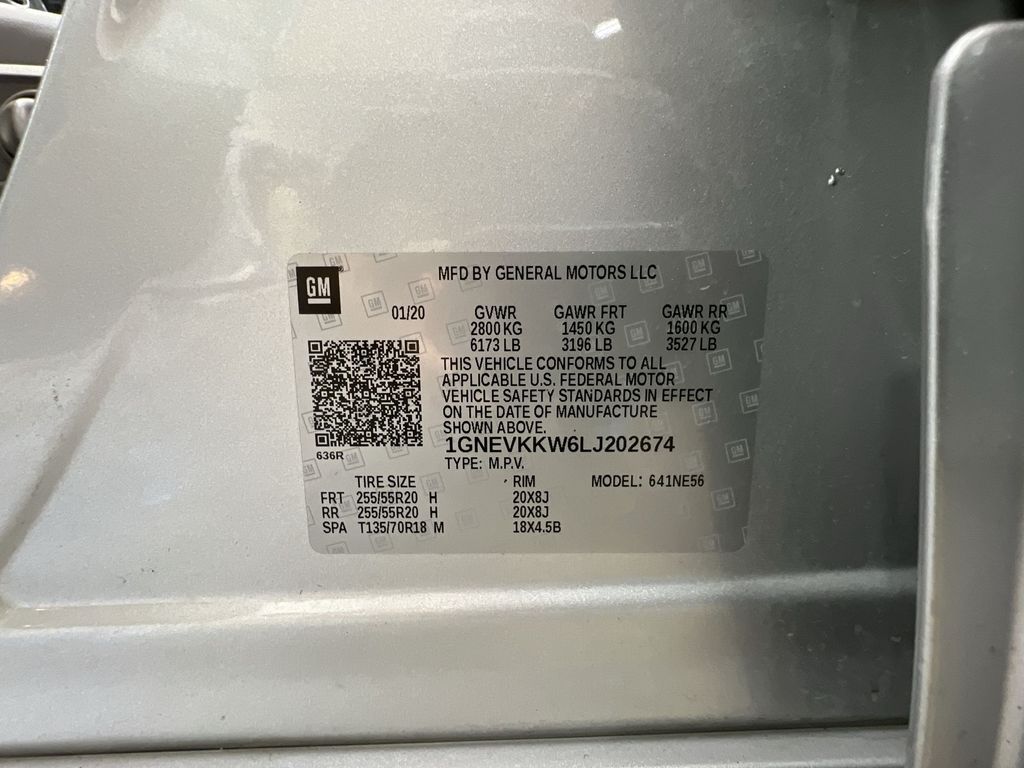 GM
MFD BY GENERAL MOTORS LLC
01/20 GVWR GAWR FRT GAWR RR
2800 KG 1450 KG 1600 KG
6173 LB 3196 LB 3527 LB
THIS VEHICLE CONFORMS TO ALL
APPLICABLE U.S. FEDERAL MOTOR
VEHICLE SAFETY STANDARDS IN EFFECT
ON THE DATE OF MANUFACTURE
SHOWN ABOVE.
1GNEVKKW6LJ202674
636R
TYPE: M.P.V.
TIRE SIZE RIM MODEL: 641NE56
FRT 255/55R20 H 20X8J
RR 255/55R20 H 20X8J
SPA T135/70R18 M 18X4.5B